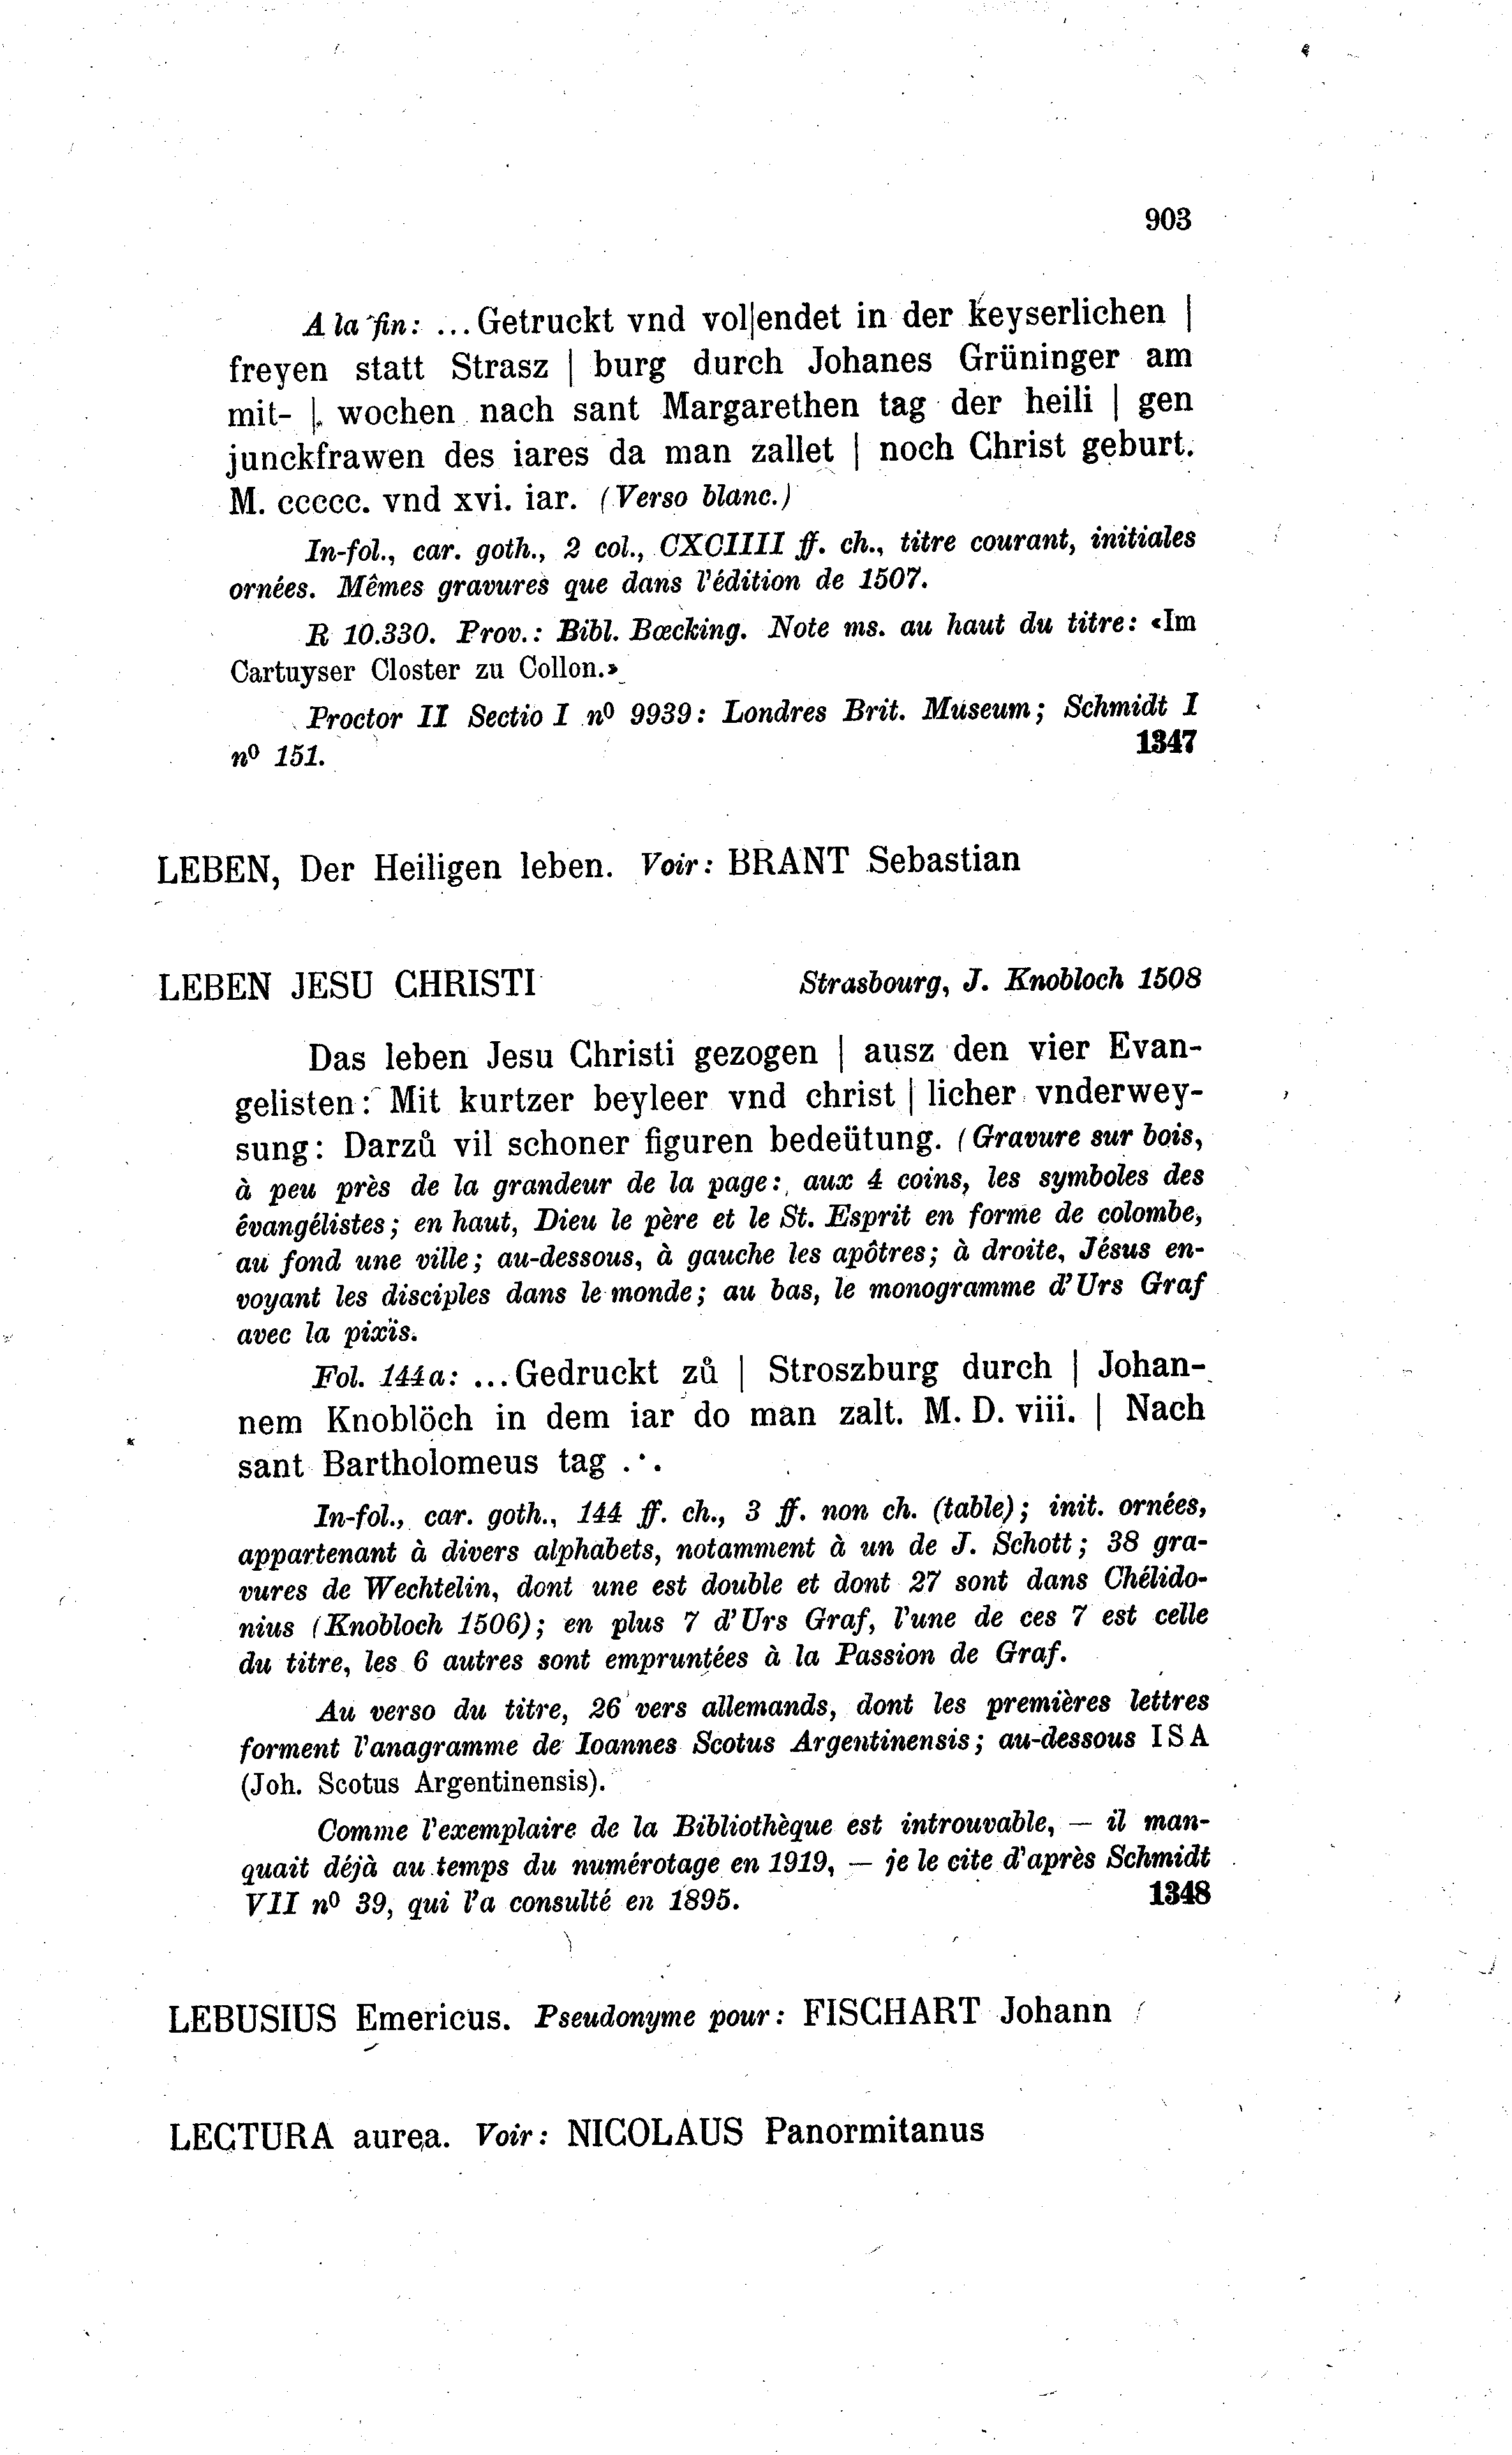 903
A la fin: ... Getruckt vnd vol|endet in der keyserlichen |
freyen statt Strasz | burg durch Johanes Grüninger am
mit- | wochen nach sant Margarethen tag der heili | gen
junckfrawen des iares da man zallet | noch Christ geburt.
M. ccccc. vnd xvi. iar. (Verso blanc.)
In-fol., car. goth., 2 col., CXCIIII ff. ch., titre courant, initiales
ornées. Mêmes gravures que dans l'édition de 1507.
R 10.330. Prov.: Bibl. Bœcking. Note ms. au haut du titre: «Im
Cartuyser Closter zu Collon.»
Proctor II Sectio I nº 9939: Londres Brit. Museum; Schmidt I
nº 151. 1347
LEBEN, Der Heiligen leben. Voir: BRANT Sebastian
LEBEN JESU CHRISTI Strasbourg, J. Knobloch 1508
Das leben Jesu Christi gezogen | ausz den vier Evan-
gelisten: Mit kurtzer beyleer vnd christ | licher vnderwey-
sung: Darzů vil schoner figuren bedeütung. (Gravure sur bois,
à peu près de la grandeur de la page: aux 4 coins, les symboles des
évangélistes; en haut, Dieu le père et le St. Esprit en forme de colombe,
au fond une ville; au-dessous, à gauche les apôtres; à droite, Jésus en-
voyant les disciples dans le monde; au bas, le monogramme d'Urs Graf
avec la pixis.
Fol. 144a: ... Gedruckt zů | Stroszburg durch | Johan-
nem Knoblöch in dem iar do man zalt. M. D. viii. | Nach
sant Bartholomeus tag .·.
In-fol., car. goth., 144 ff. ch., 3 ff. non ch. (table); init. ornées,
appartenant à divers alphabets, notamment à un de J. Schott; 38 gra-
vures de Wechtelin, dont une est double et dont 27 sont dans Chélido-
nius (Knobloch 1506); en plus 7 d'Urs Graf, l'une de ces 7 est celle
du titre, les 6 autres sont empruntées à la Passion de Graf.
Au verso du titre, 26 vers allemands, dont les premières lettres
forment l'anagramme de Ioannes Scotus Argentinensis; au-dessous I S A
(Joh. Scotus Argentinensis).
Comme l'exemplaire de la Bibliothèque est introuvable, — il man-
quait déjà au temps du numérotage en 1919, — je le cite d'après Schmidt
VII nº 39, qui l'a consulté en 1895. 1348
LEBUSIUS Emericus. Pseudonyme pour: FISCHART Johann
LECTURA aurea. Voir: NICOLAUS Panormitanus